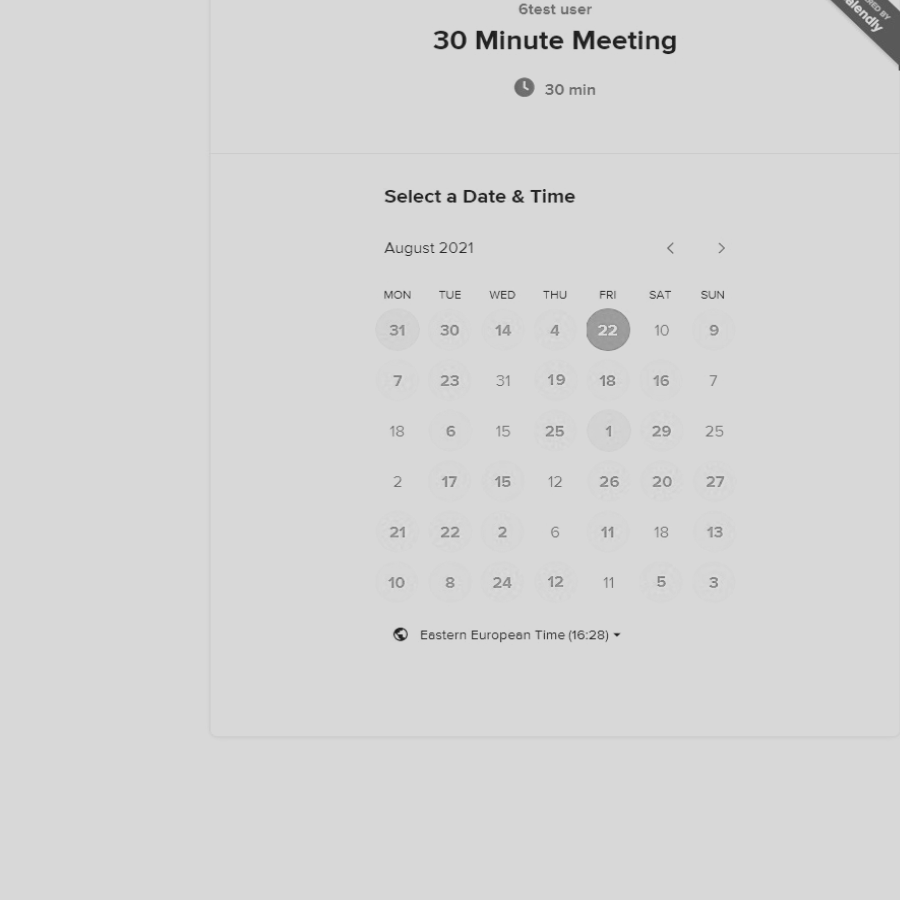 6test user
30 Minute Meeting
30 min
Select a Date & Time
August 2021
MON TUE WED THU FRI SAT SUN
31 30 14 4 22 10 9
7 23 31 19 18 16 7
18 6 15 25 1 29 25
2 17 15 12 26 20 27
21 22 2 6 11 18 13
10 8 24 12 11 5 3
Eastern European Time (16:28)